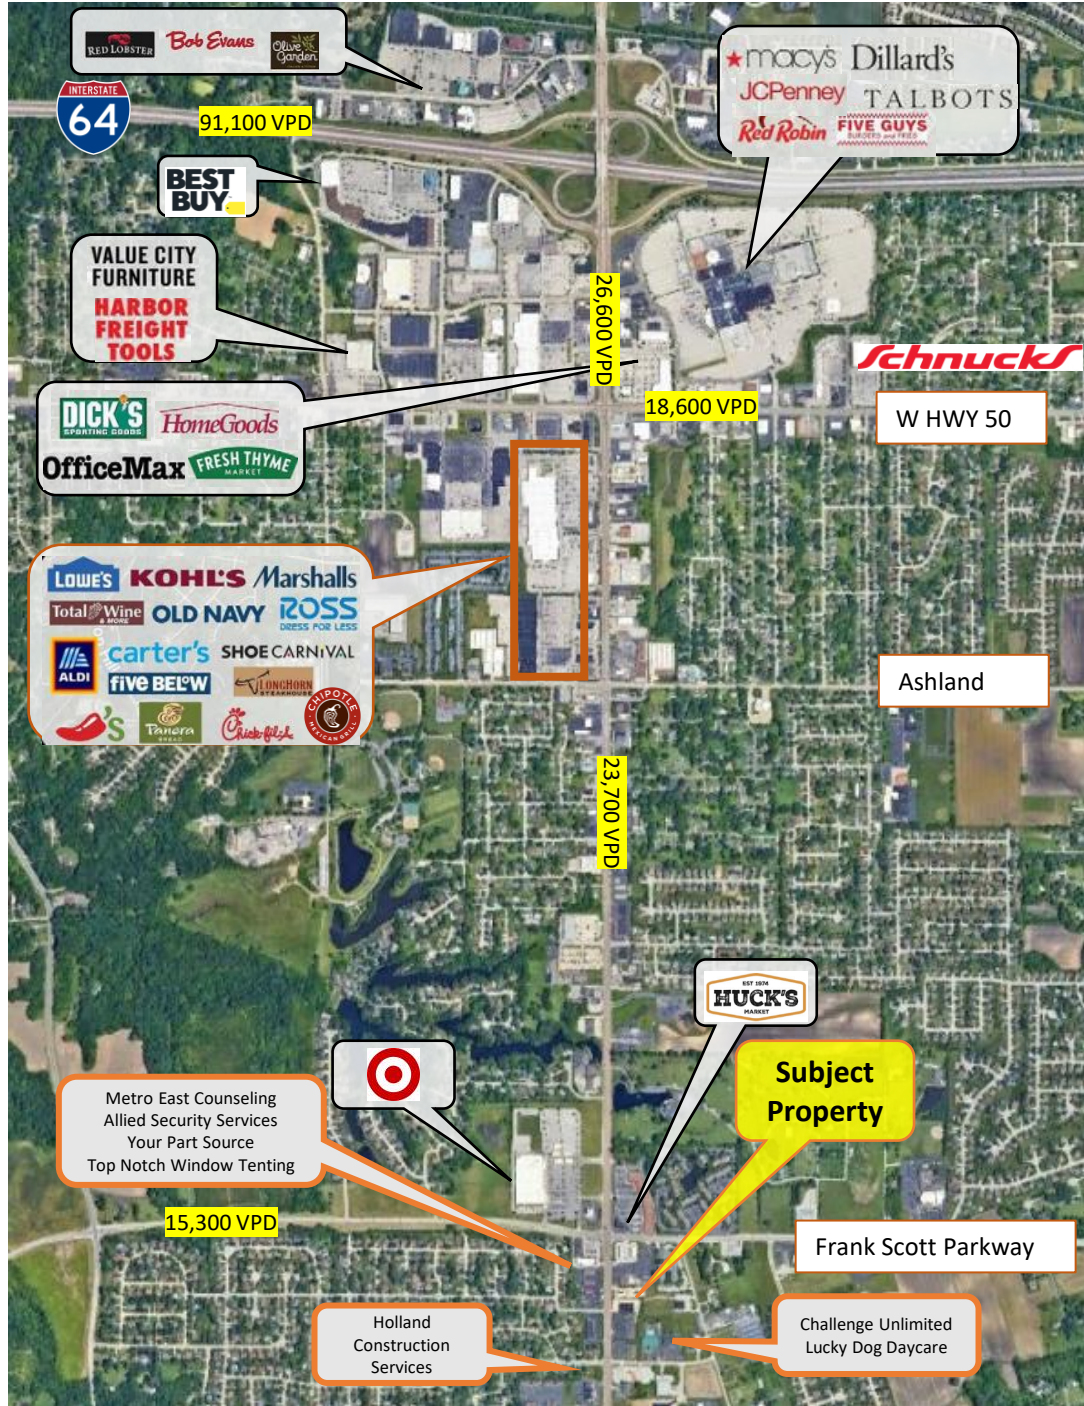 RED LOBSTER
Bob Evans
Olive Garden
INTERSTATE
64
91,100 VPD
macy's Dillard's
JCPenney TALBOTS
Red Robin
FIVE GUYS
BURGERS and FRIES
BEST
BUY
VALUE CITY
FURNITURE
HARBOR
FREIGHT
TOOLS
26,600 VPD
Schnucks
18,600 VPD
W HWY 50
DICK'S
SPORTING GOODS
HomeGoods
OfficeMax
FRESH THYME
MARKET
LOWE'S KOHL'S Marshalls
Total Wine
& MORE
OLD NAVY
ROSS
DRESS FOR LESS
ALDI
carter's SHOE CARNIVAL
five BELOW
LONGHORN
STEAKHOUSE
'S
Panera
BREAD
Chick-fil-A
CHIPOTLE
MEXICAN GRILL
Ashland
23,700 VPD
EST 1974
HUCK'S
MARKET
Subject
Property
Metro East Counseling
Allied Security Services
Your Part Source
Top Notch Window Tenting
15,300 VPD
Frank Scott Parkway
Holland
Construction
Services
Challenge Unlimited
Lucky Dog Daycare